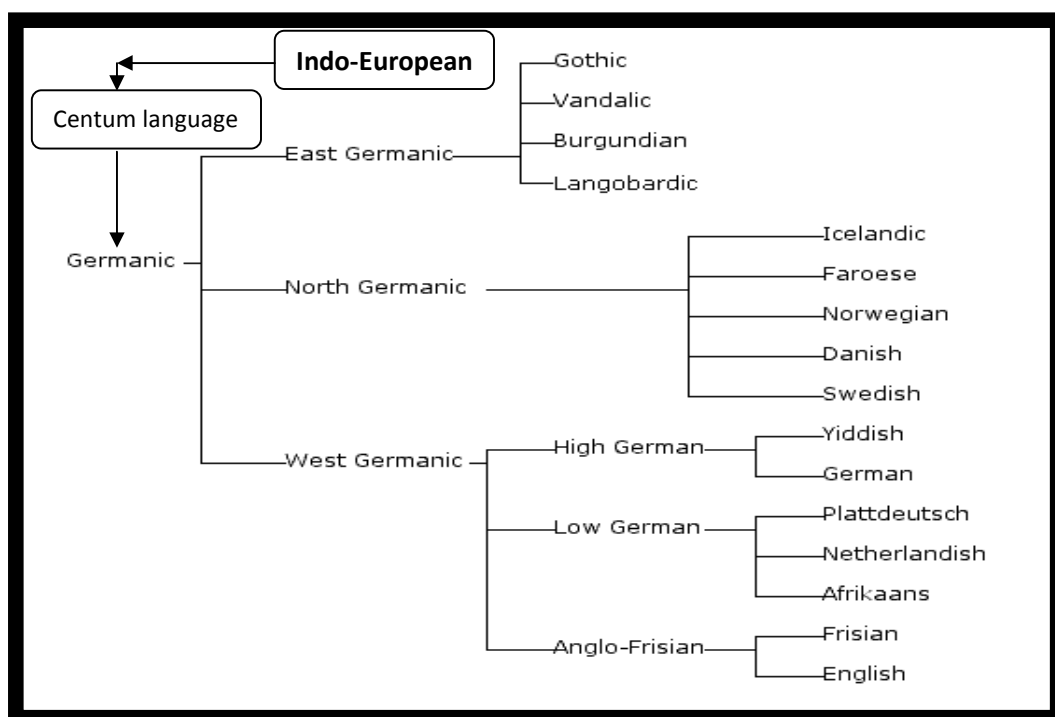 Indo-European
Centum language
Germanic
East Germanic
Gothic
Vandalic
Burgundian
Langobardic
North Germanic
Icelandic
Faroese
Norwegian
Danish
Swedish
West Germanic
High German
Yiddish
German
Low German
Plattdeutsch
Netherlandish
Afrikaans
Anglo-Frisian
Frisian
English